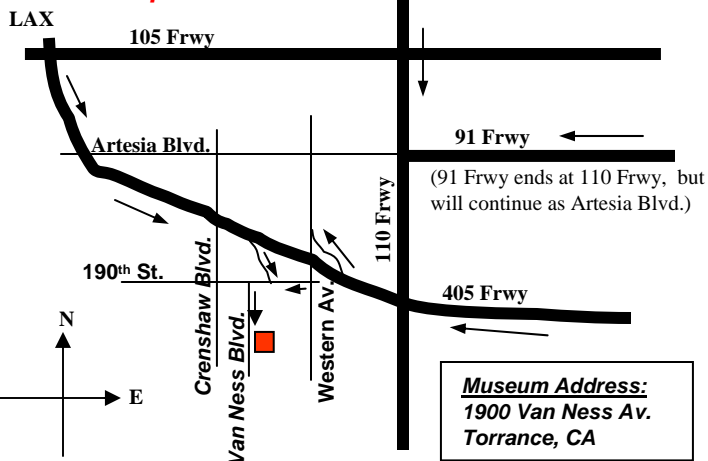 LAX
105 Frwy
91 Frwy
Artesia Blvd.
(91 Frwy ends at 110 Frwy, but
will continue as Artesia Blvd.)
110 Frwy
190th St.
405 Frwy
Crenshaw Blvd.
Van Ness Blvd.
Western Av.
N
E
Museum Address:
1900 Van Ness Av.
Torrance, CA